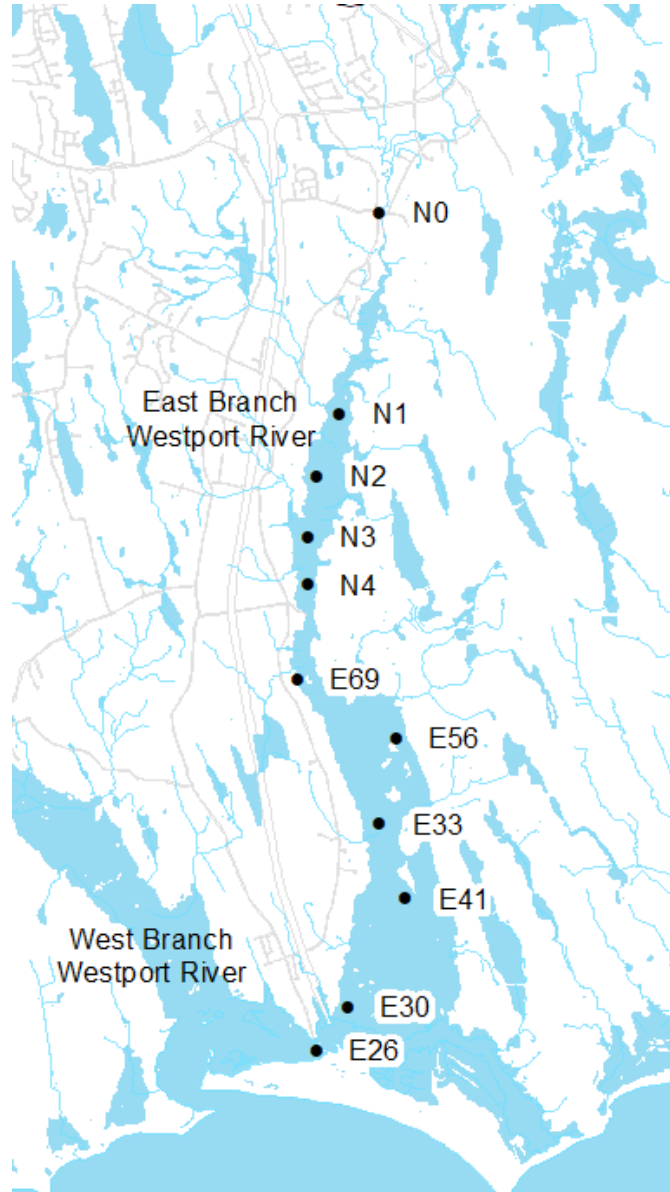 N0
East Branch
Westport River
N1
N2
N3
N4
E69
E56
E33
E41
West Branch
Westport River
E30
E26